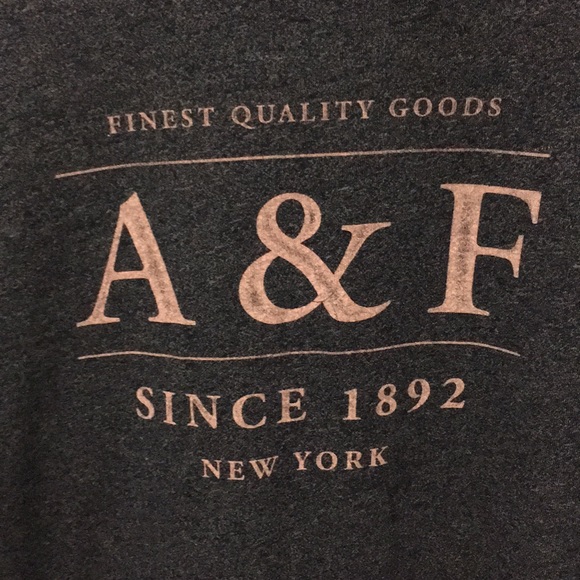 FINEST QUALITY GOODS
A & F
SINCE 1892
NEW YORK